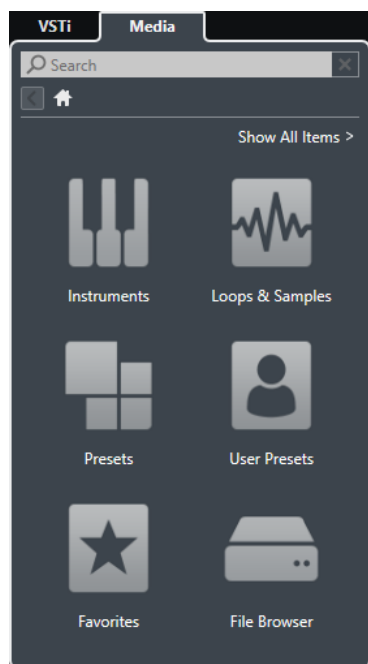 VSTi Media
Search
Show All Items >
Instruments Loops & Samples
Presets User Presets
Favorites File Browser